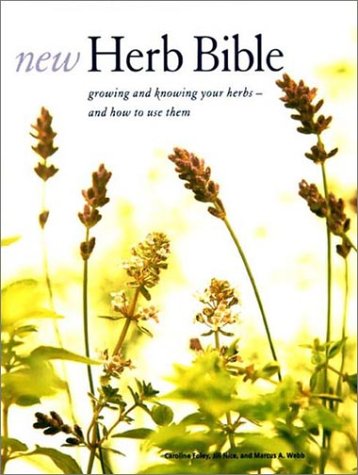 new Herb Bible
growing and knowing your herbs –
and how to use them
Caroline Foley, Jill Nice, and Marcus A. Webb